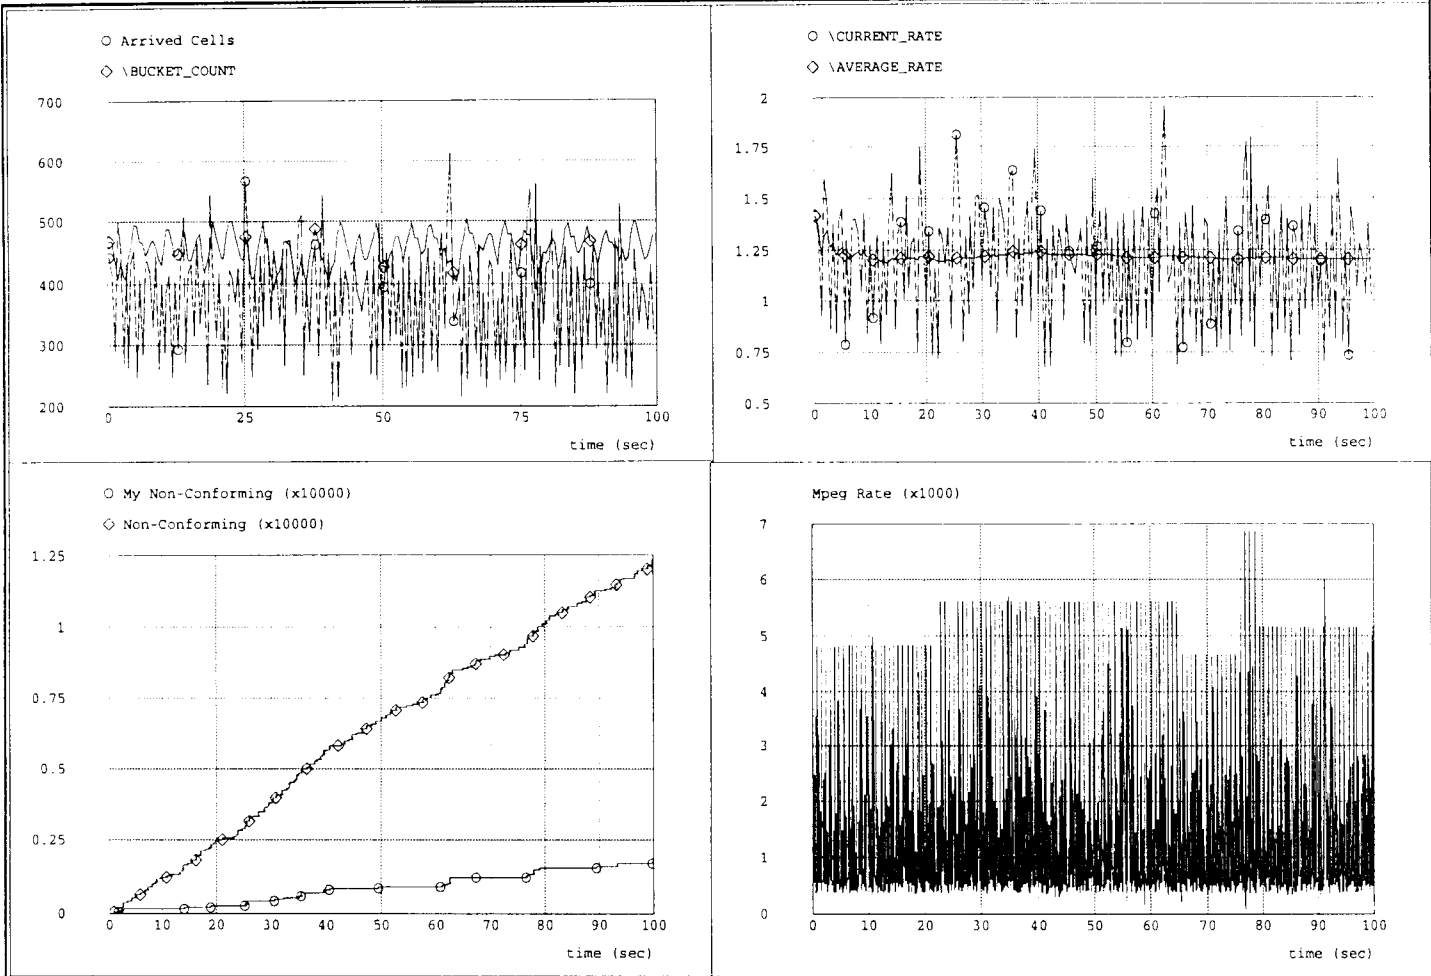 Arrived Cells
\BUCKET_COUNT
700
600
500
400
300
200
0 25 50 75 100
time (sec)
\CURRENT_RATE
\AVERAGE_RATE
2
1.75
1.5
1.25
1
0.75
0.5
0 10 20 30 40 50 60 70 80 90 100
time (sec)
My Non-Conforming (x10000)
Non-Conforming (x10000)
1.25
1
0.75
0.5
0.25
0
0 10 20 30 40 50 60 70 80 90 100
time (sec)
Mpeg Rate (x1000)
7
6
5
4
3
2
1
0
0 10 20 30 40 50 60 70 80 90 100
time (sec)